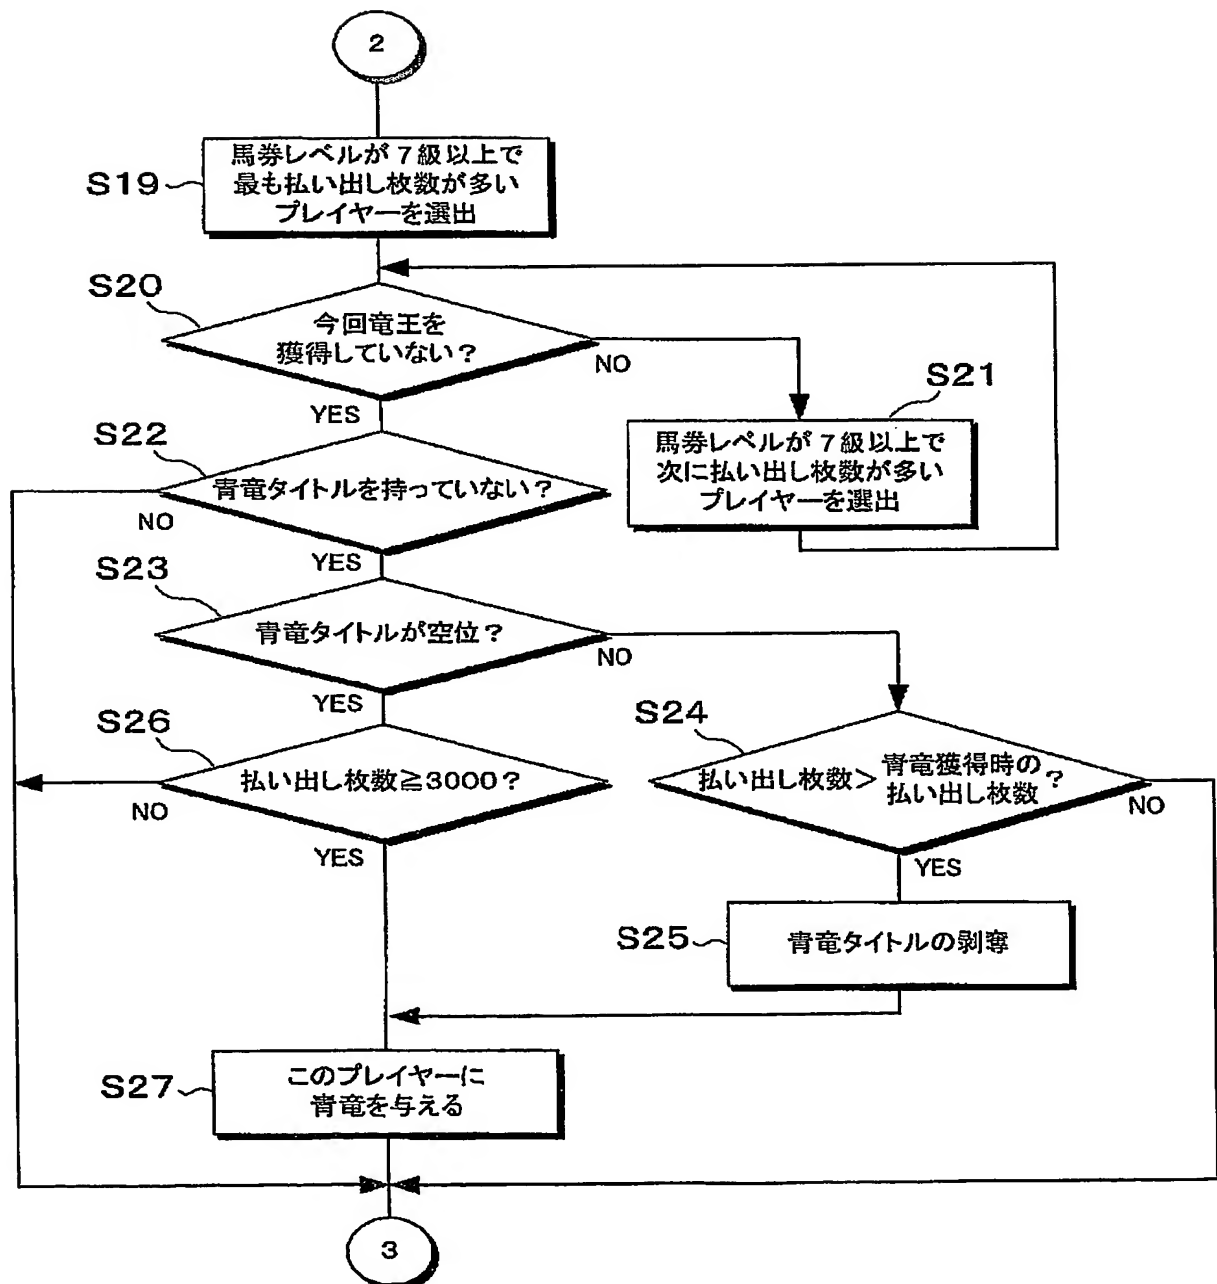 2
S19
馬券レベルが7級以上で
最も払い出し枚数が多い
プレイヤーを選出
S20
今回竜王を
獲得していない?
NO
YES
S21
馬券レベルが7級以上で
次に払い出し枚数が多い
プレイヤーを選出
S22
青竜タイトルを持っていない?
NO
YES
S23
青竜タイトルが空位?
NO
YES
S24
払い出し枚数>青竜獲得時の
払い出し枚数?
NO
YES
S26
払い出し枚数≧3000?
NO
YES
S25
青竜タイトルの剥奪
S27
このプレイヤーに
青竜を与える
3